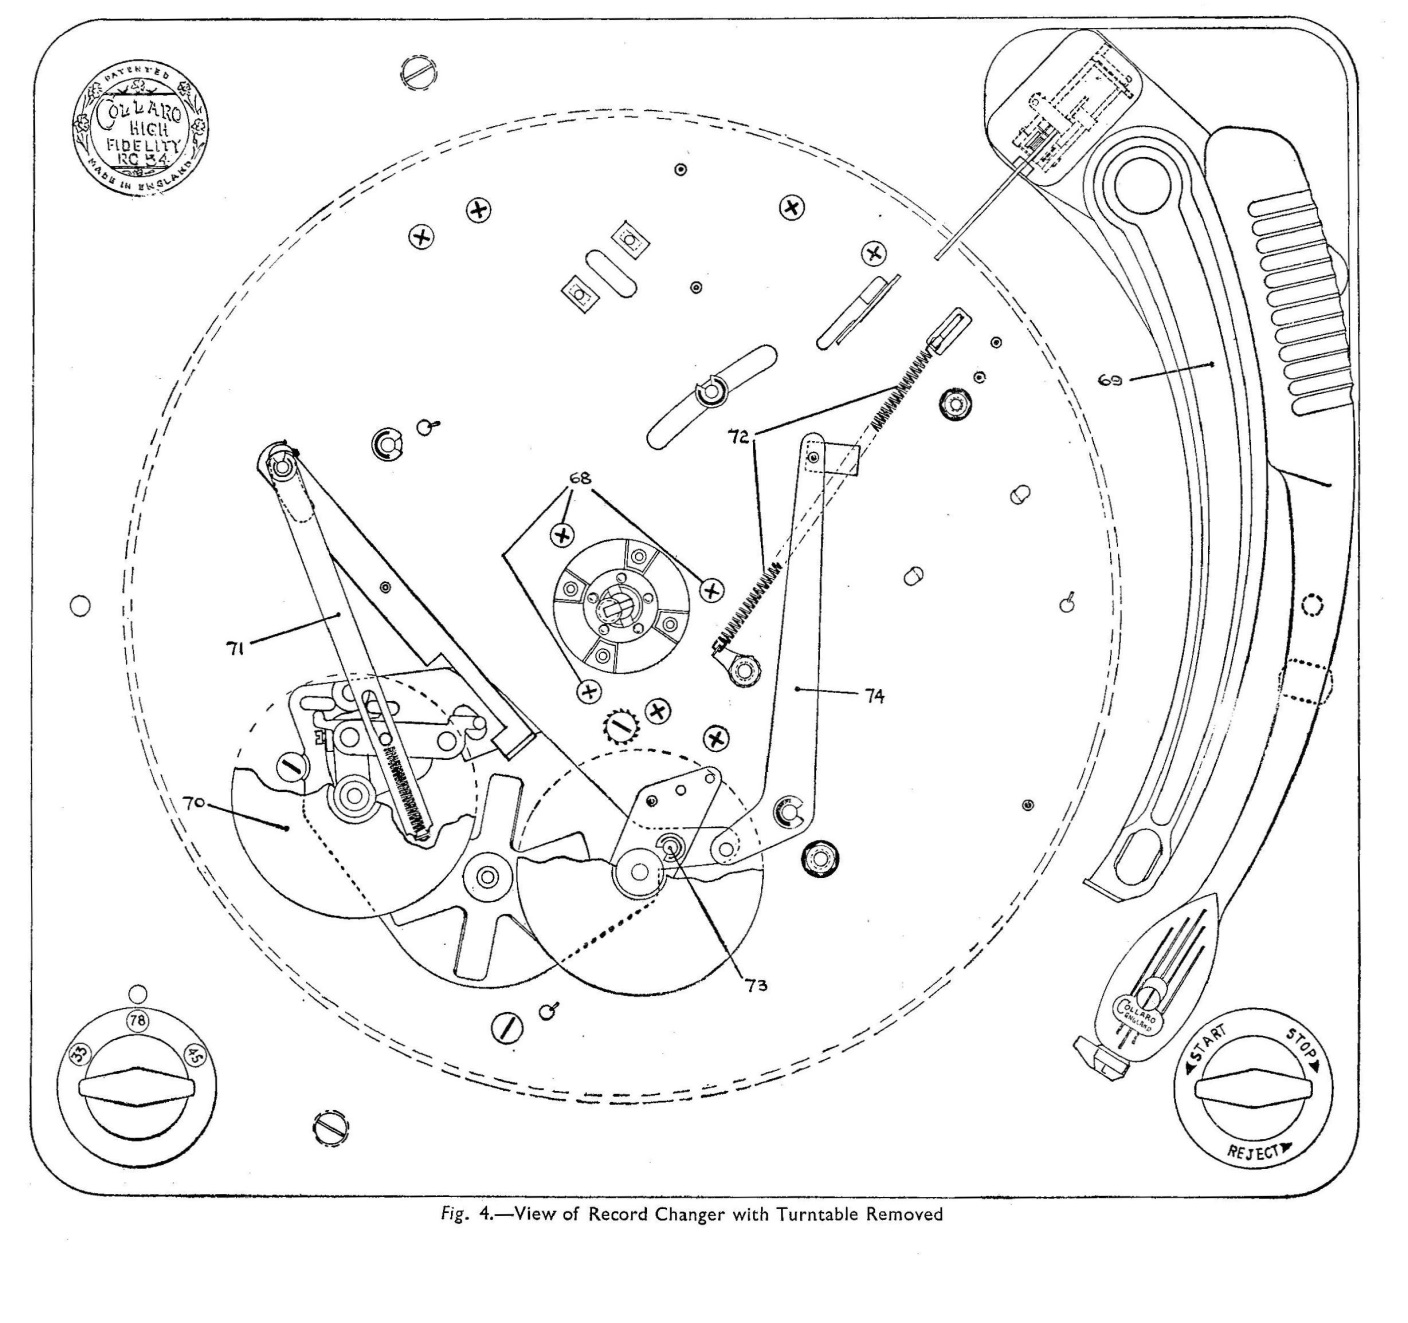 PATENTED
COLLARO
HIGH
FIDELITY
RC 54.
MADE IN ENGLAND
69
72
68
71
74
70
73
78
33
45
COLLARO
ENGLAND
START
STOP
REJECT
Fig. 4.—View of Record Changer with Turntable Removed